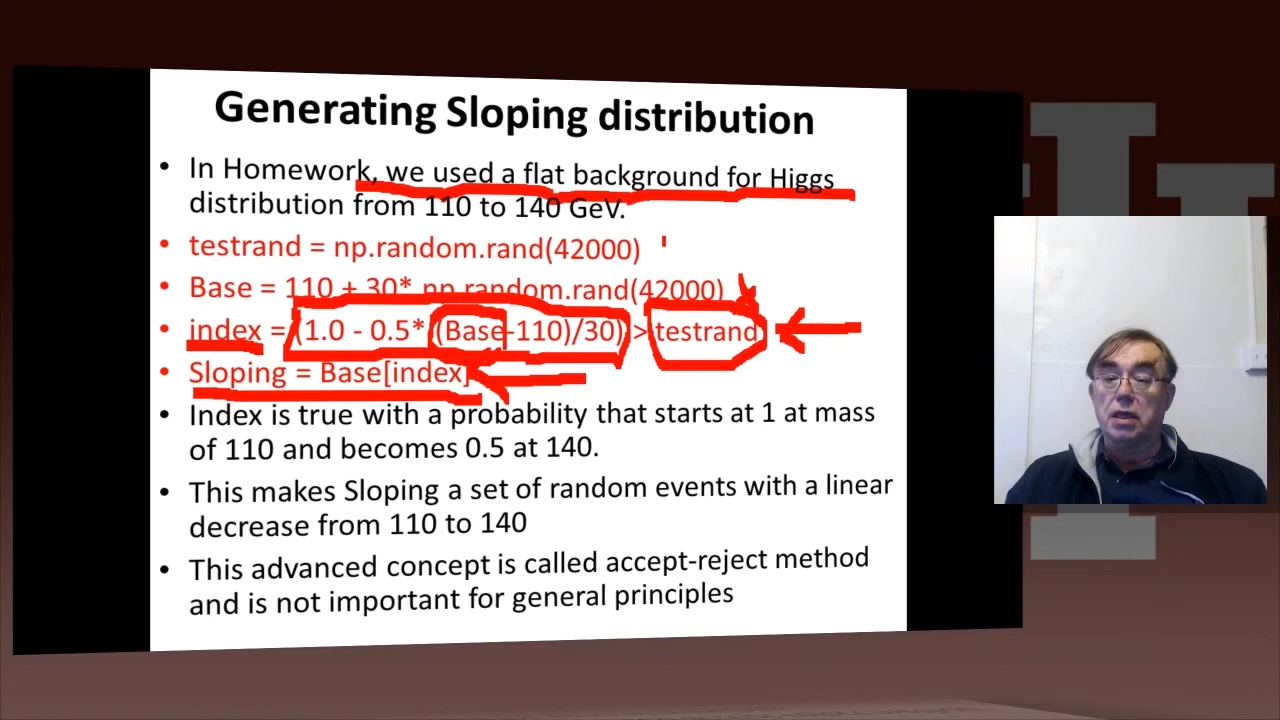 Generating Sloping distribution
• In Homework, we used a flat background for Higgs
distribution from 110 to 140 GeV.
• testrand = np.random.rand(42000)
• Base = 110 + 30* np.random.rand(42000)
• index = (1.0 - 0.5* ((Base-110)/30) > testrand
• Sloping = Base[index]
• Index is true with a probability that starts at 1 at mass
of 110 and becomes 0.5 at 140.
• This makes Sloping a set of random events with a linear
decrease from 110 to 140
• This advanced concept is called accept-reject method
and is not important for general principles